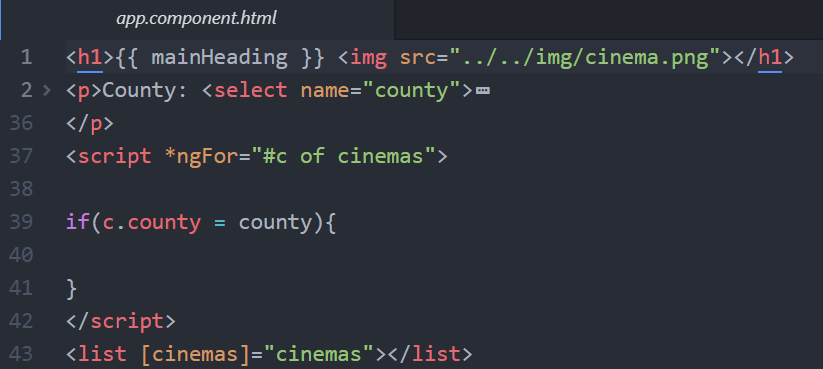 app.component.html
1 <h1>{{ mainHeading }} <img src="../../img/cinema.png"></h1>
2 <p>County: <select name="county">
36 </p>
37 <script *ngFor="#c of cinemas">
38
39 if(c.county = county){
40
41 }
42 </script>
43 <list [cinemas]="cinemas"></list>